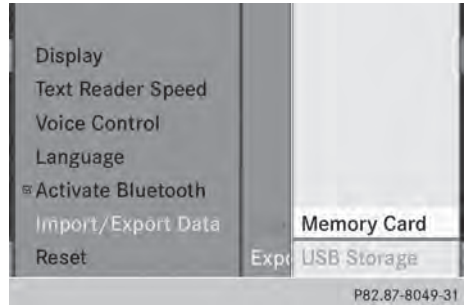 Display
Text Reader Speed
Voice Control
Language
Activate Bluetooth
Import/Export Data
Reset
Expo
Memory Card
USB Storage
P82.87-8049-31